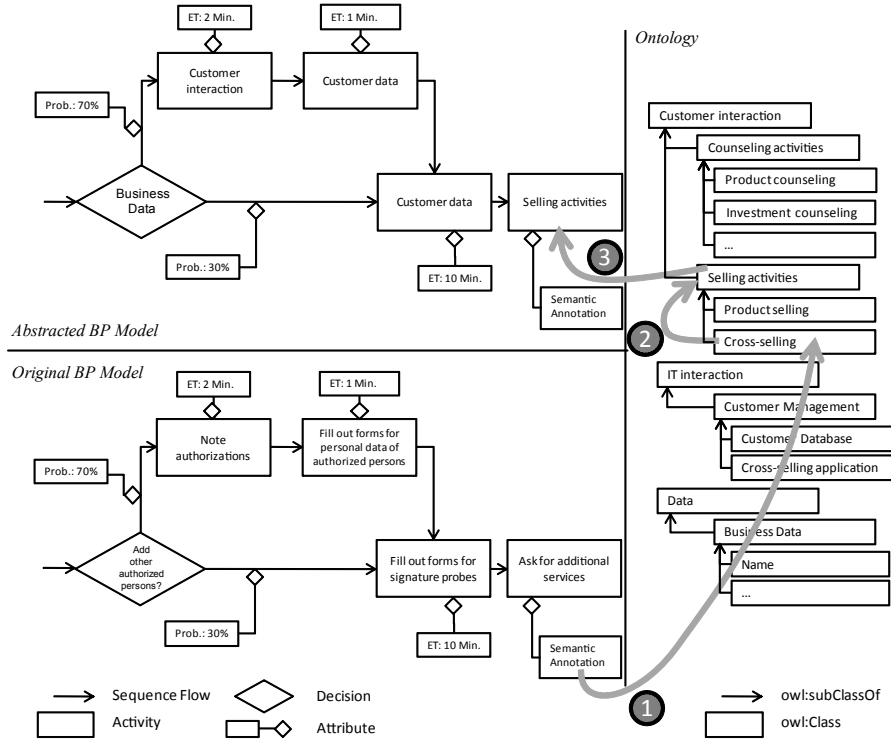 ET: 2 Min.
ET: 1 Min.
Customer
interaction
Customer data
Prob.: 70%
Business
Data
Customer data
Selling activities
Prob.: 30%
ET: 10 Min.
Semantic
Annotation
Abstracted BP Model
Original BP Model
ET: 2 Min.
ET: 1 Min.
Note
authorizations
Fill out forms for
personal data of
authorized persons
Prob.: 70%
Add
other
authorized
persons?
Fill out forms for
signature probes
Ask for additional
services
Prob.: 30%
ET: 10 Min.
Semantic
Annotation
Ontology
Customer interaction
Counseling activities
Product counseling
Investment counseling
...
Selling activities
Product selling
Cross-selling
IT interaction
Customer Management
Customer Database
Cross-selling application
Data
Business Data
Name
...
3
2
1
Sequence Flow
Decision
Activity
Attribute
owl:subClassOf
owl:Class